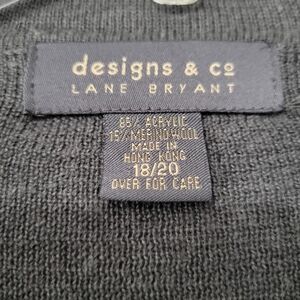 designs & co
LANE BRYANT
85% ACRYLIC
15% MERINO WOOL
MADE IN
HONG KONG
18/20
OVER FOR CARE